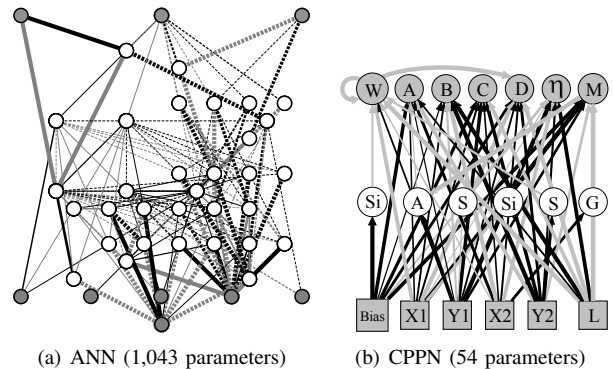 W A B C D η M
Si A S Si S G
Bias X1 Y1 X2 Y2 L
(a) ANN (1,043 parameters) (b) CPPN (54 parameters)